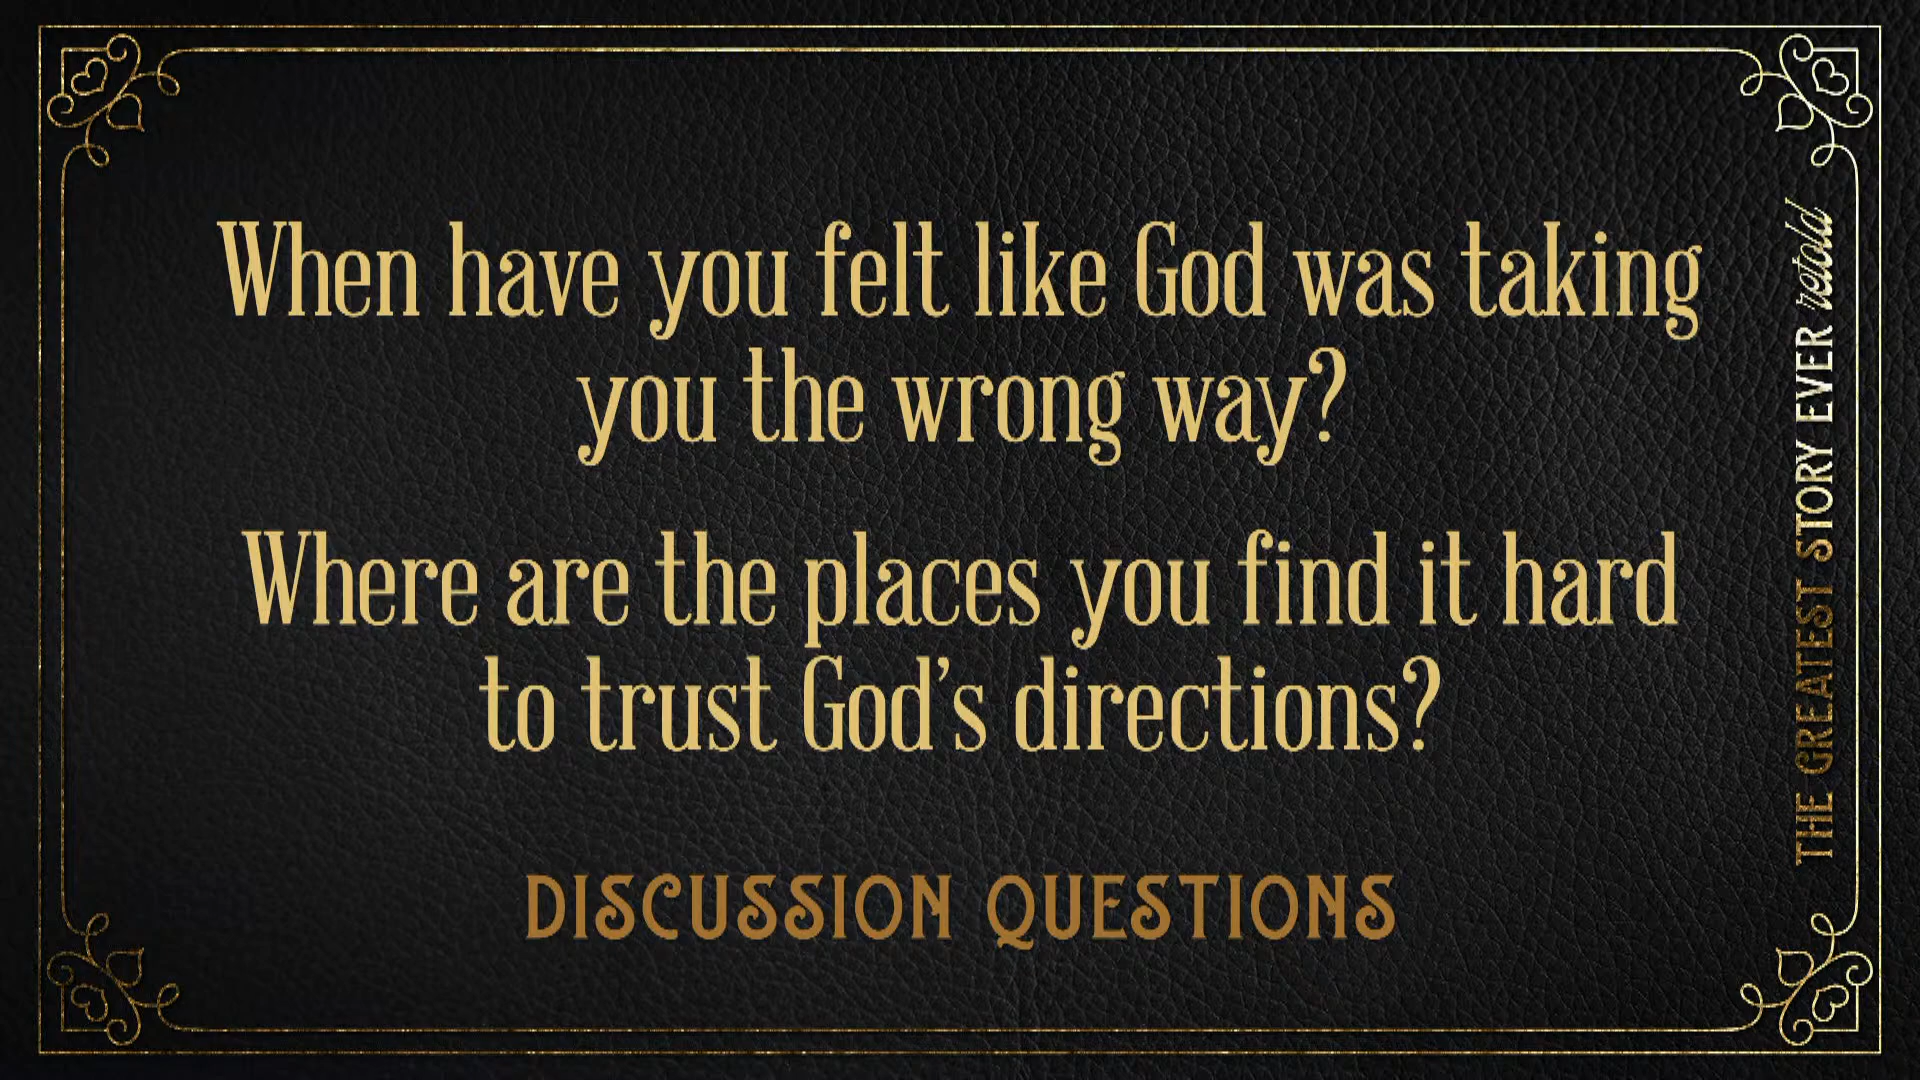 When have you felt like God was taking
you the wrong way?
Where are the places you find it hard
to trust God’s directions?
DISCUSSION QUESTIONS
THE GREATEST STORY EVER retold